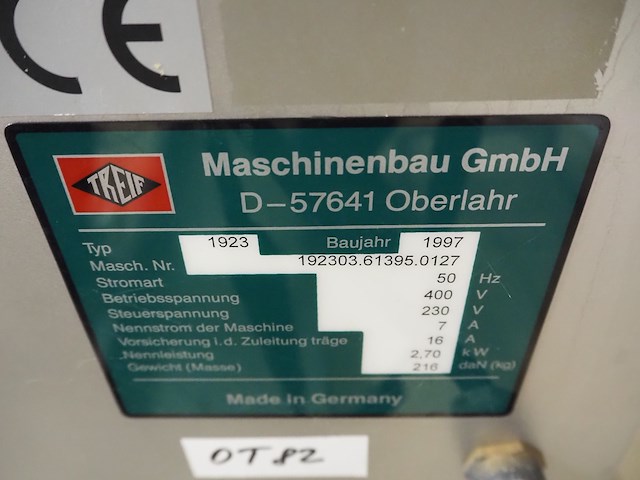 CE
TREIF
Maschinenbau GmbH
D-57641 Oberlahr
Typ 1923 Baujahr 1997
Masch. Nr. 192303.61395.0127
Stromart 50 Hz
Betriebsspannung 400 V
Steuerspannung 230 V
Nennstrom der Maschine 7 A
Vorsicherung i.d. Zuleitung träge 16 A
Nennleistung 2,70 kW
Gewicht (Masse) 216 daN (kg)
Made in Germany
OT82